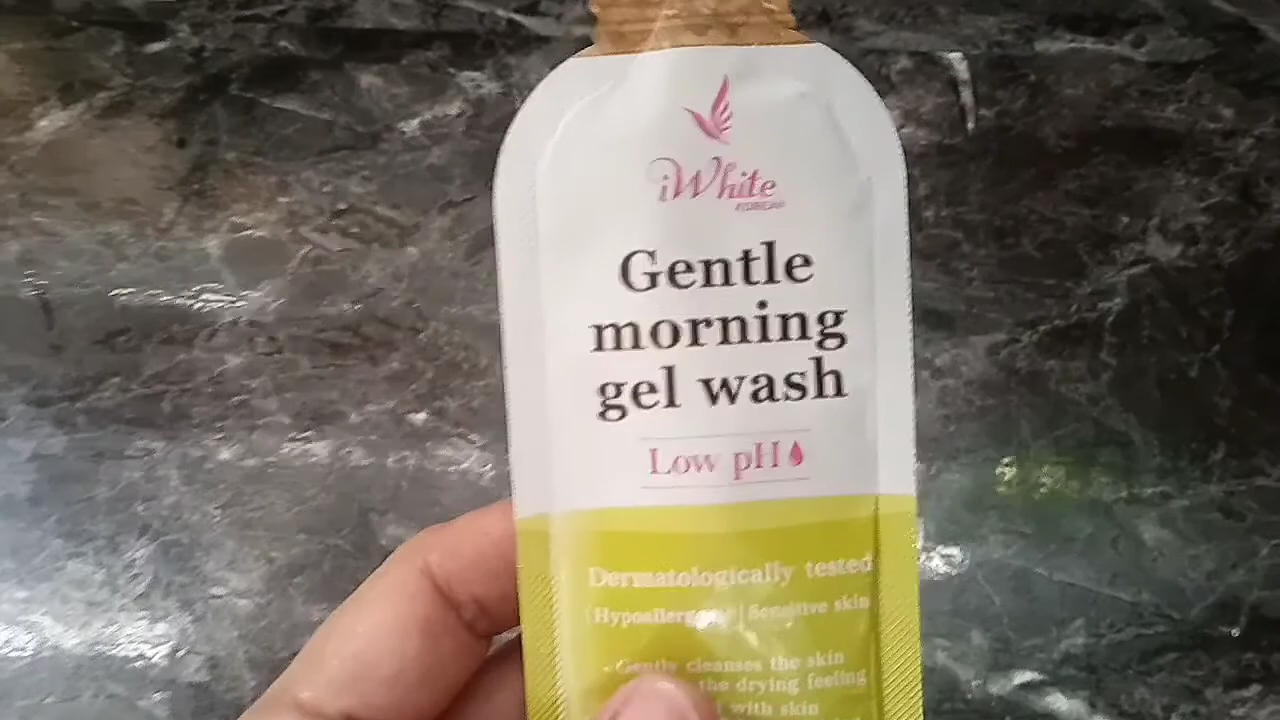 iWhite
KOREA
Gentle
morning
gel wash
Low pH
Dermatologically tested
Hypoallergenic | Sensitive skin
- Gently cleanses the skin
the drying feeling
with skin